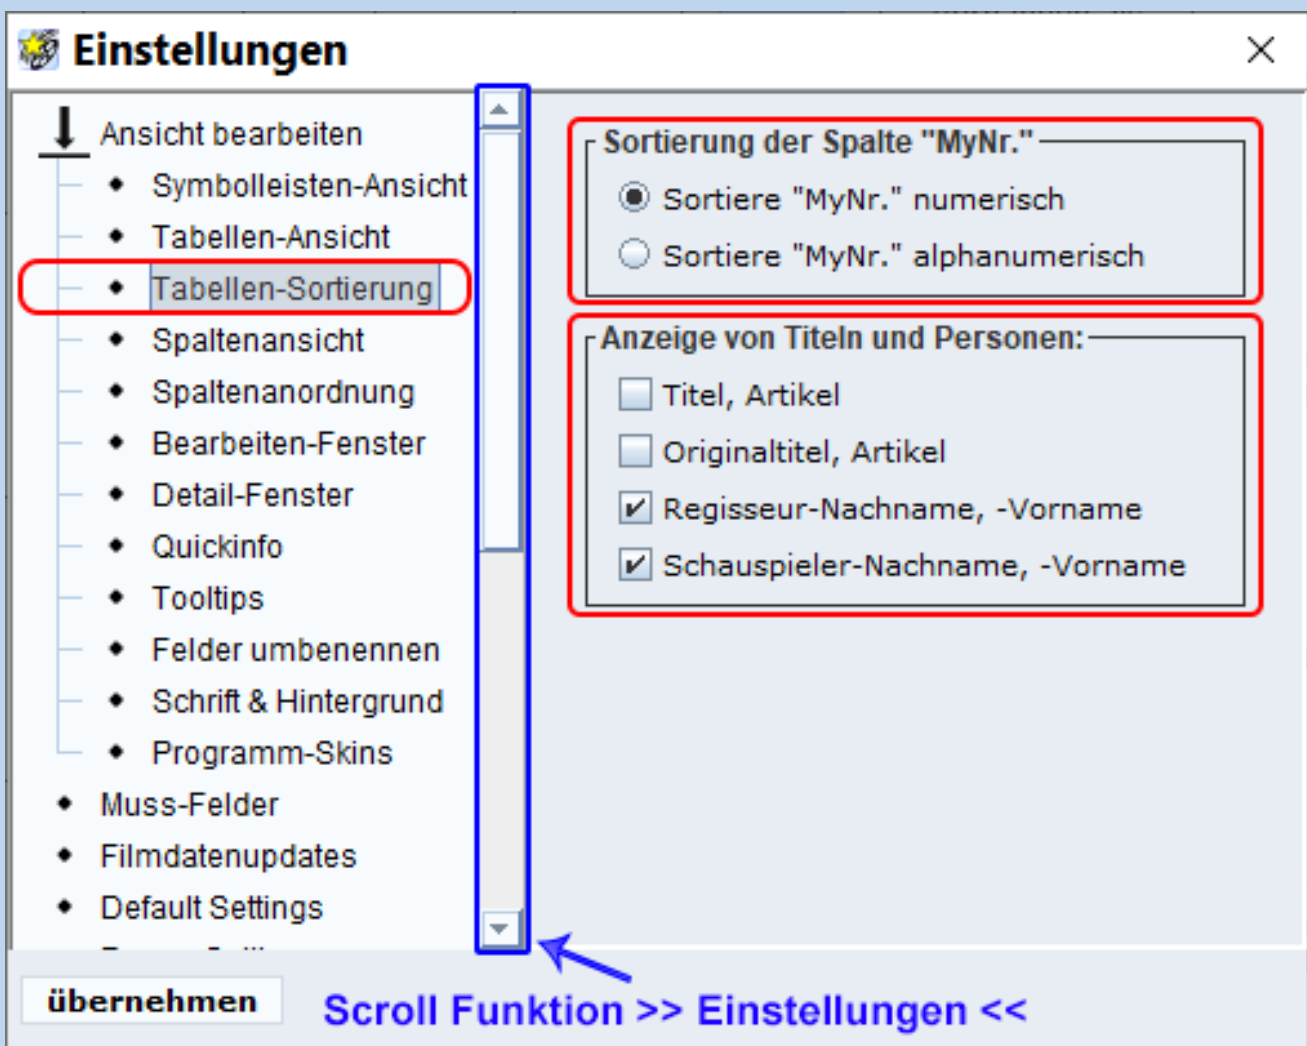 Einstellungen
Ansicht bearbeiten
Symbolleisten-Ansicht
Tabellen-Ansicht
Tabellen-Sortierung
Spaltenansicht
Spaltenanordnung
Bearbeiten-Fenster
Detail-Fenster
Quickinfo
Tooltips
Felder umbenennen
Schrift & Hintergrund
Programm-Skins
Muss-Felder
Filmdatenupdates
Default Settings
Sortierung der Spalte "MyNr."
Sortiere "MyNr." numerisch
Sortiere "MyNr." alphanumerisch
Anzeige von Titeln und Personen:
Titel, Artikel
Originaltitel, Artikel
Regisseur-Nachname, -Vorname
Schauspieler-Nachname, -Vorname
übernehmen
Scroll Funktion >> Einstellungen <<